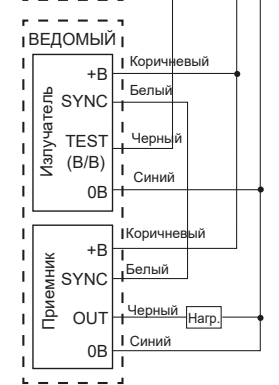 ВЕДОМЫЙ
Излучатель
+В Коричневый
SYNC Белый
TEST Черный
(В/В)
0В Синий
Приемник
+В Коричневый
SYNC Белый
OUT Черный Нагр.
0В Синий